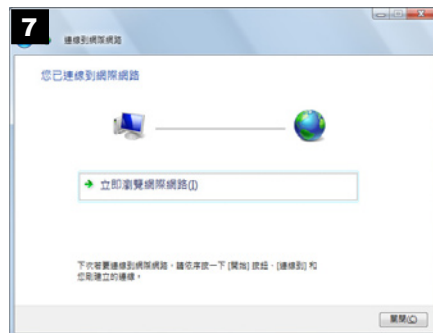 7
連線到網際網路
您已連線到網際網路
立即瀏覽網際網路(I)
下次若要連線到網際網路，請依序按一下 [開始] 按鈕、[連線到] 和
您剛建立的連線。
關閉(C)